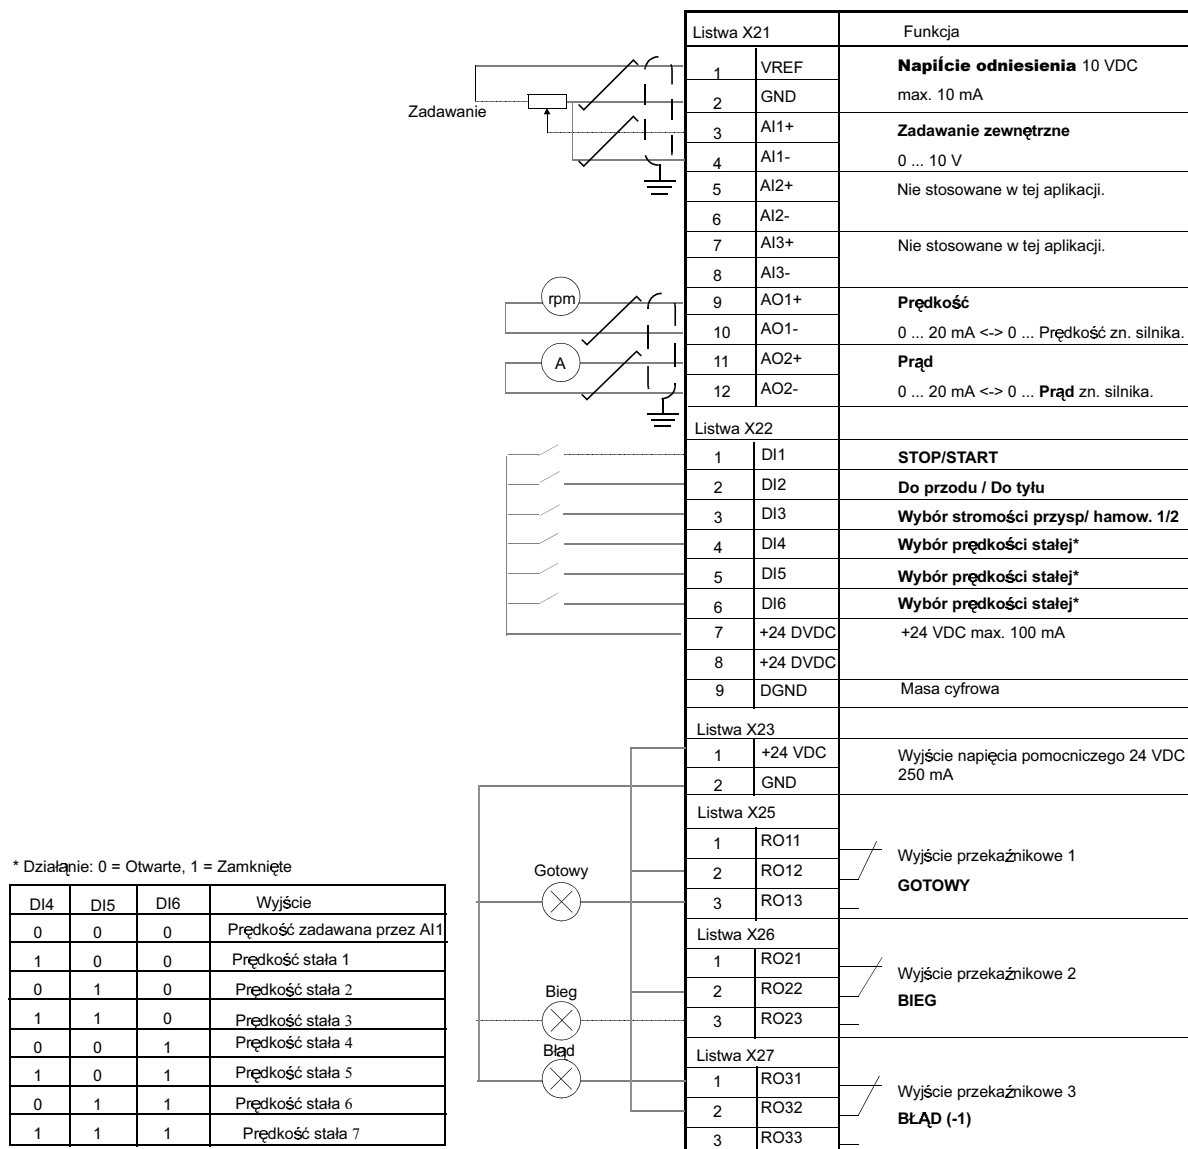 Listwa X21 Funkcja
1 VREF NapiÍcie odniesienia 10 VDC
2 GND max. 10 mA
Zadawanie
3 AI1+ Zadawanie zewnętrzne
4 AI1- 0 ... 10 V
5 AI2+ Nie stosowane w tej aplikacji.
6 AI2-
7 AI3+ Nie stosowane w tej aplikacji.
8 AI3-
rpm
9 AO1+ Prędkość
10 AO1- 0 ... 20 mA <-> 0 ... Prędkość zn. silnika.
A
11 AO2+ Prąd
12 AO2- 0 ... 20 mA <-> 0 ... Prąd zn. silnika.
Listwa X22
1 DI1 STOP/START
2 DI2 Do przodu / Do tyłu
3 DI3 Wybór stromości przysp/ hamow. 1/2
4 DI4 Wybór prędkości stałej*
5 DI5 Wybór prędkości stałej*
6 DI6 Wybór prędkości stałej*
7 +24 DVDC +24 VDC max. 100 mA
8 +24 DVDC
9 DGND Masa cyfrowa
Listwa X23
1 +24 VDC Wyjście napięcia pomocniczego 24 VDC
2 GND 250 mA
Listwa X25
1 RO11 Wyjście przekaźnikowe 1
2 RO12 GOTOWY
3 RO13
Gotowy
Listwa X26
1 RO21 Wyjście przekaźnikowe 2
2 RO22 BIEG
3 RO23
Bieg
Błąd
Listwa X27
1 RO31 Wyjście przekaźnikowe 3
2 RO32 BŁĄD (-1)
3 RO33
* Działanie: 0 = Otwarte, 1 = Zamknięte
DI4 DI5 DI6 Wyjście
0 0 0 Prędkość zadawana przez AI1
1 0 0 Prędkość stała 1
0 1 0 Prędkość stała 2
1 1 0 Prędkość stała 3
0 0 1 Prędkość stała 4
1 0 1 Prędkość stała 5
0 1 1 Prędkość stała 6
1 1 1 Prędkość stała 7